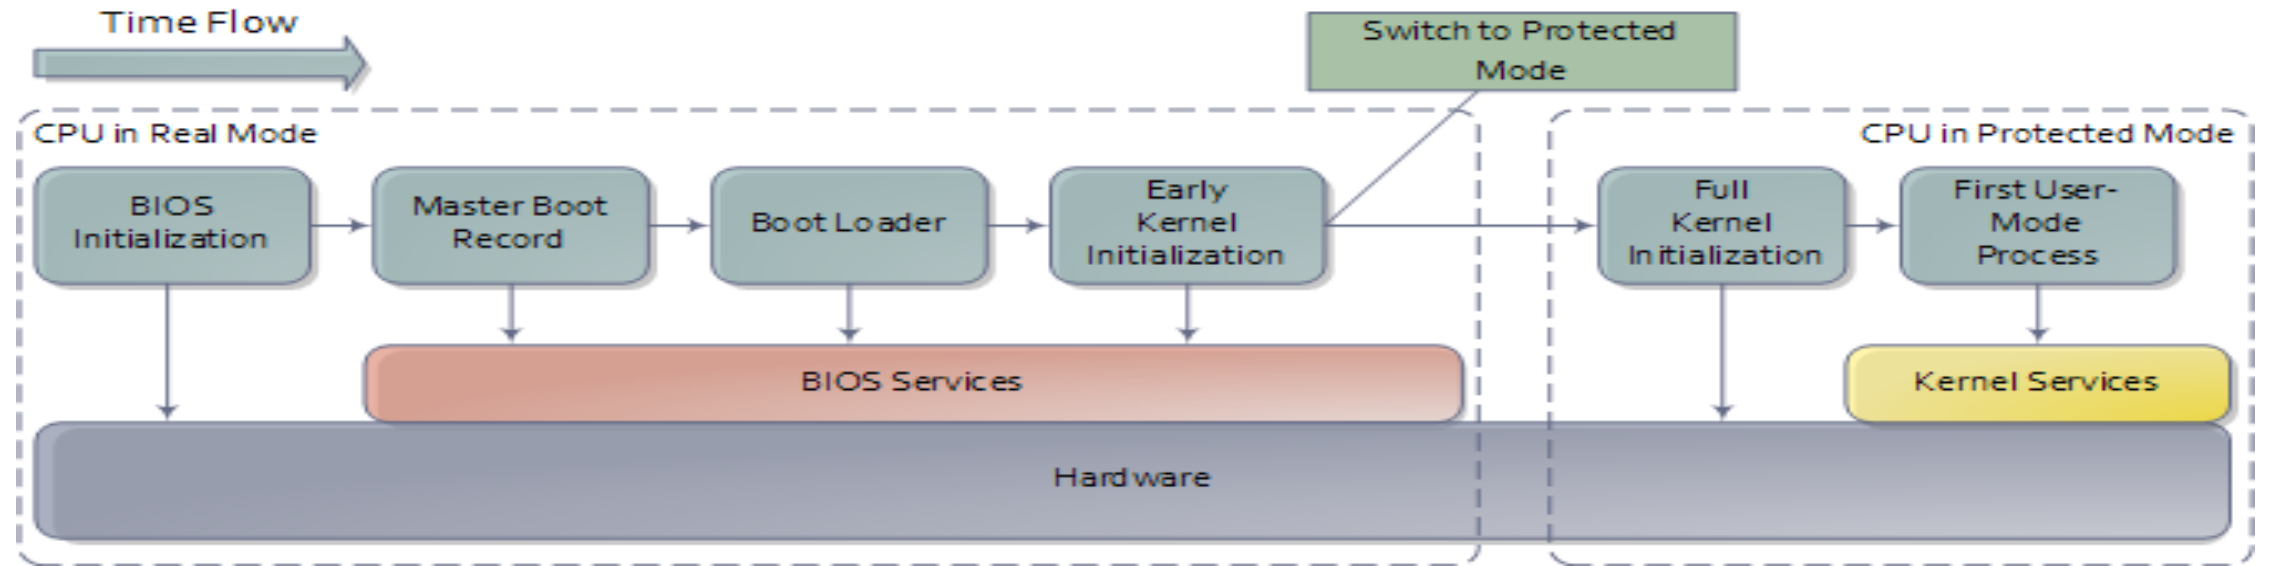 Time Flow
Switch to Protected
Mode
CPU in Real Mode
CPU in Protected Mode
BIOS
Initialization
Master Boot
Record
Boot Loader
Early
Kernel
Initialization
Full
Kernel
Initialization
First User-
Mode
Process
BIOS Services
Kernel Services
Hardware